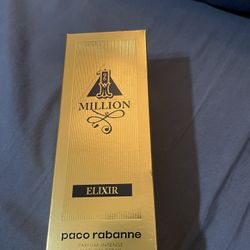 1
MILLION
ELIXIR
paco rabanne
PARFUM INTENSE